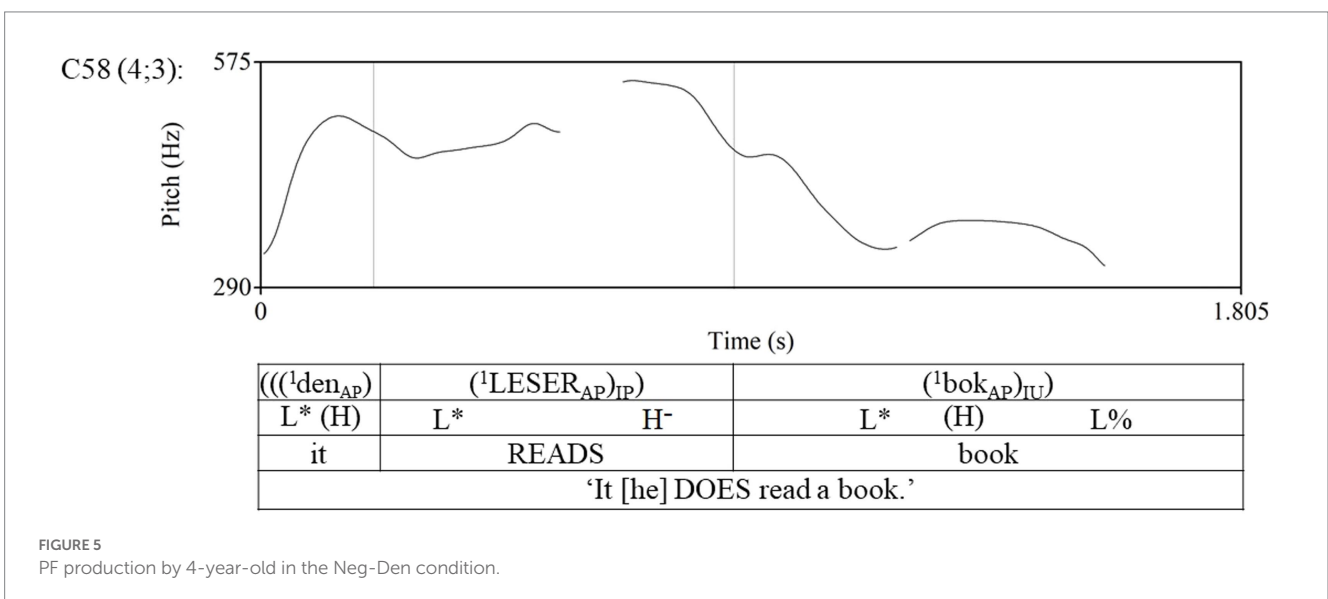 C58 (4;3):
575
Pitch (Hz)
290
0
1.805
Time (s)
(((¹den_AP) (¹LESER_AP)_IP) (¹bok_AP)_IU)
L* (H) L* H⁻ L* (H) L%
it READS book
‘It [he] DOES read a book.’
FIGURE 5
PF production by 4-year-old in the Neg-Den condition.